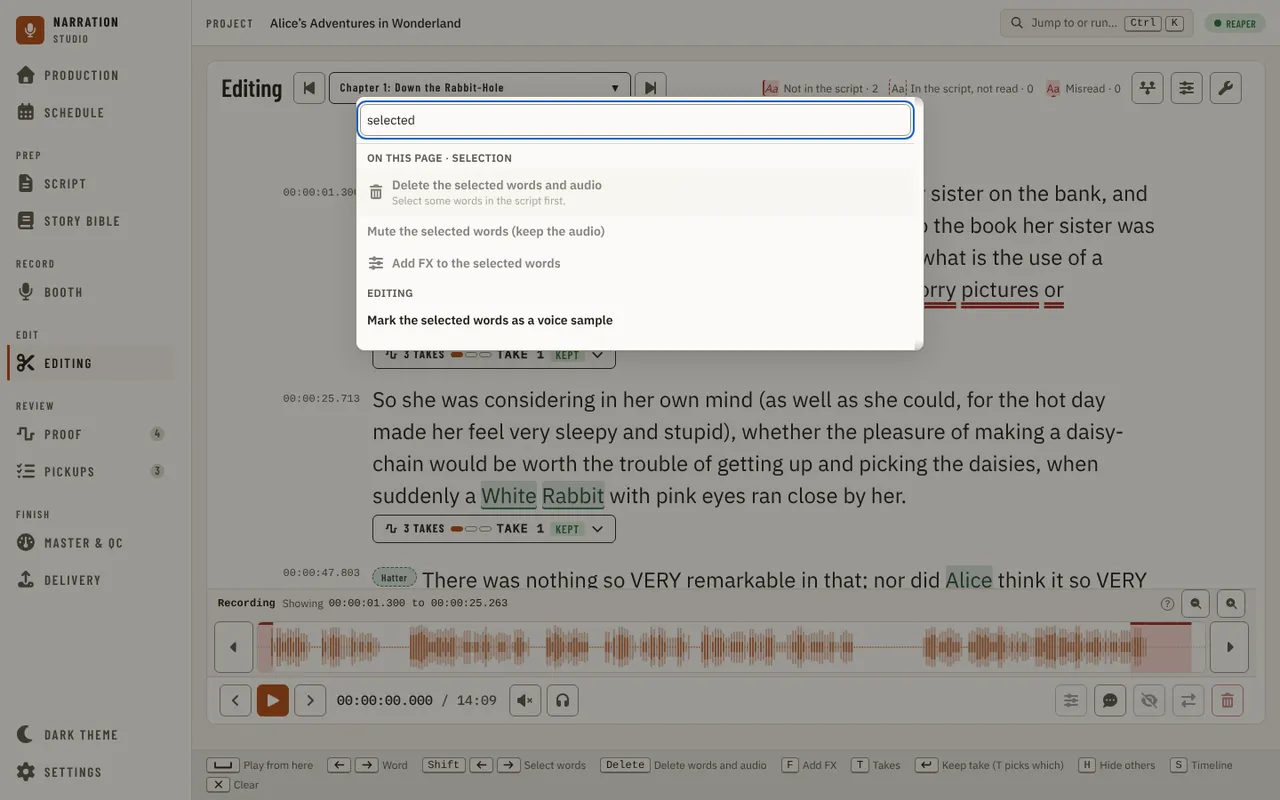 NARRATION
STUDIO
PRODUCTION
SCHEDULE
PREP
SCRIPT
STORY BIBLE
RECORD
BOOTH
EDIT
EDITING
REVIEW
PROOF 4
PICKUPS 3
FINISH
MASTER & QC
DELIVERY
DARK THEME
SETTINGS
PROJECT Alice's Adventures in Wonderland
Jump to or run... Ctrl K
REAPER
Editing
Chapter 1: Down the Rabbit-Hole
Aa Not in the script · 2 Aa In the script, not read · 0 Aa Misread · 0
selected
ON THIS PAGE · SELECTION
Delete the selected words and audio
Select some words in the script first.
Mute the selected words (keep the audio)
Add FX to the selected words
EDITING
Mark the selected words as a voice sample
00:00:01.300
sister on the bank, and
the book her sister was
what is the use of a
pictures or
3 TAKES TAKE 1 KEPT
00:00:25.713
So she was considering in her own mind (as well as she could, for the hot day
made her feel very sleepy and stupid), whether the pleasure of making a daisy-
chain would be worth the trouble of getting up and picking the daisies, when
suddenly a White Rabbit with pink eyes ran close by her.
3 TAKES TAKE 1 KEPT
00:00:47.803
Hatter There was nothing so VERY remarkable in that; nor did Alice think it so VERY
Recording Showing 00:00:01.300 to 00:00:25.263
00:00:00.000 / 14:09
Play from here Word Shift Select words Delete Delete words and audio F Add FX T Takes Keep take (T picks which) H Hide others S Timeline
Clear